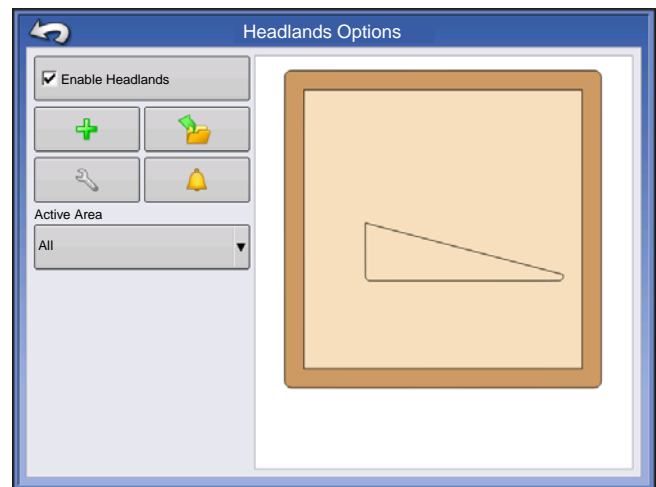 Headlands Options
Enable Headlands
Active Area
All